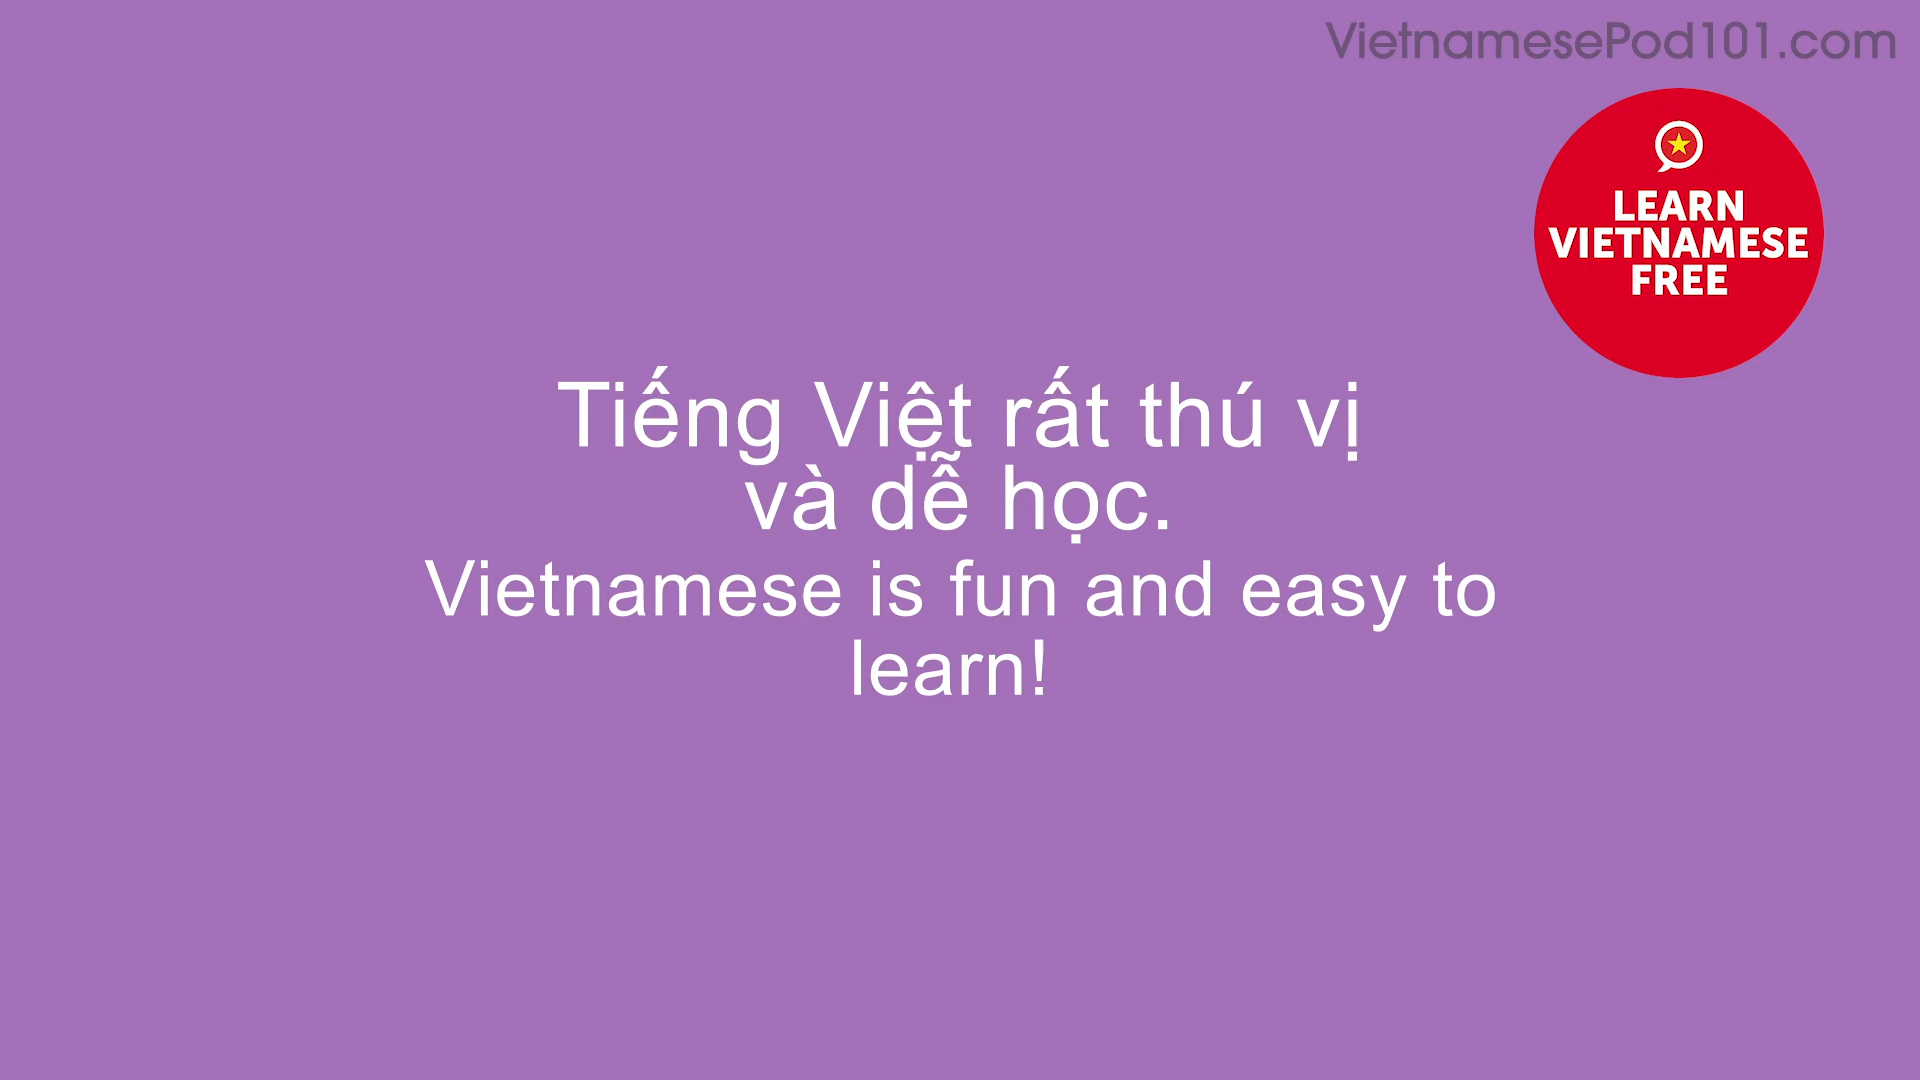 VietnamesePod101.com
LEARN
VIETNAMESE
FREE
Tiếng Việt rất thú vị
và dễ học.
Vietnamese is fun and easy to
learn!